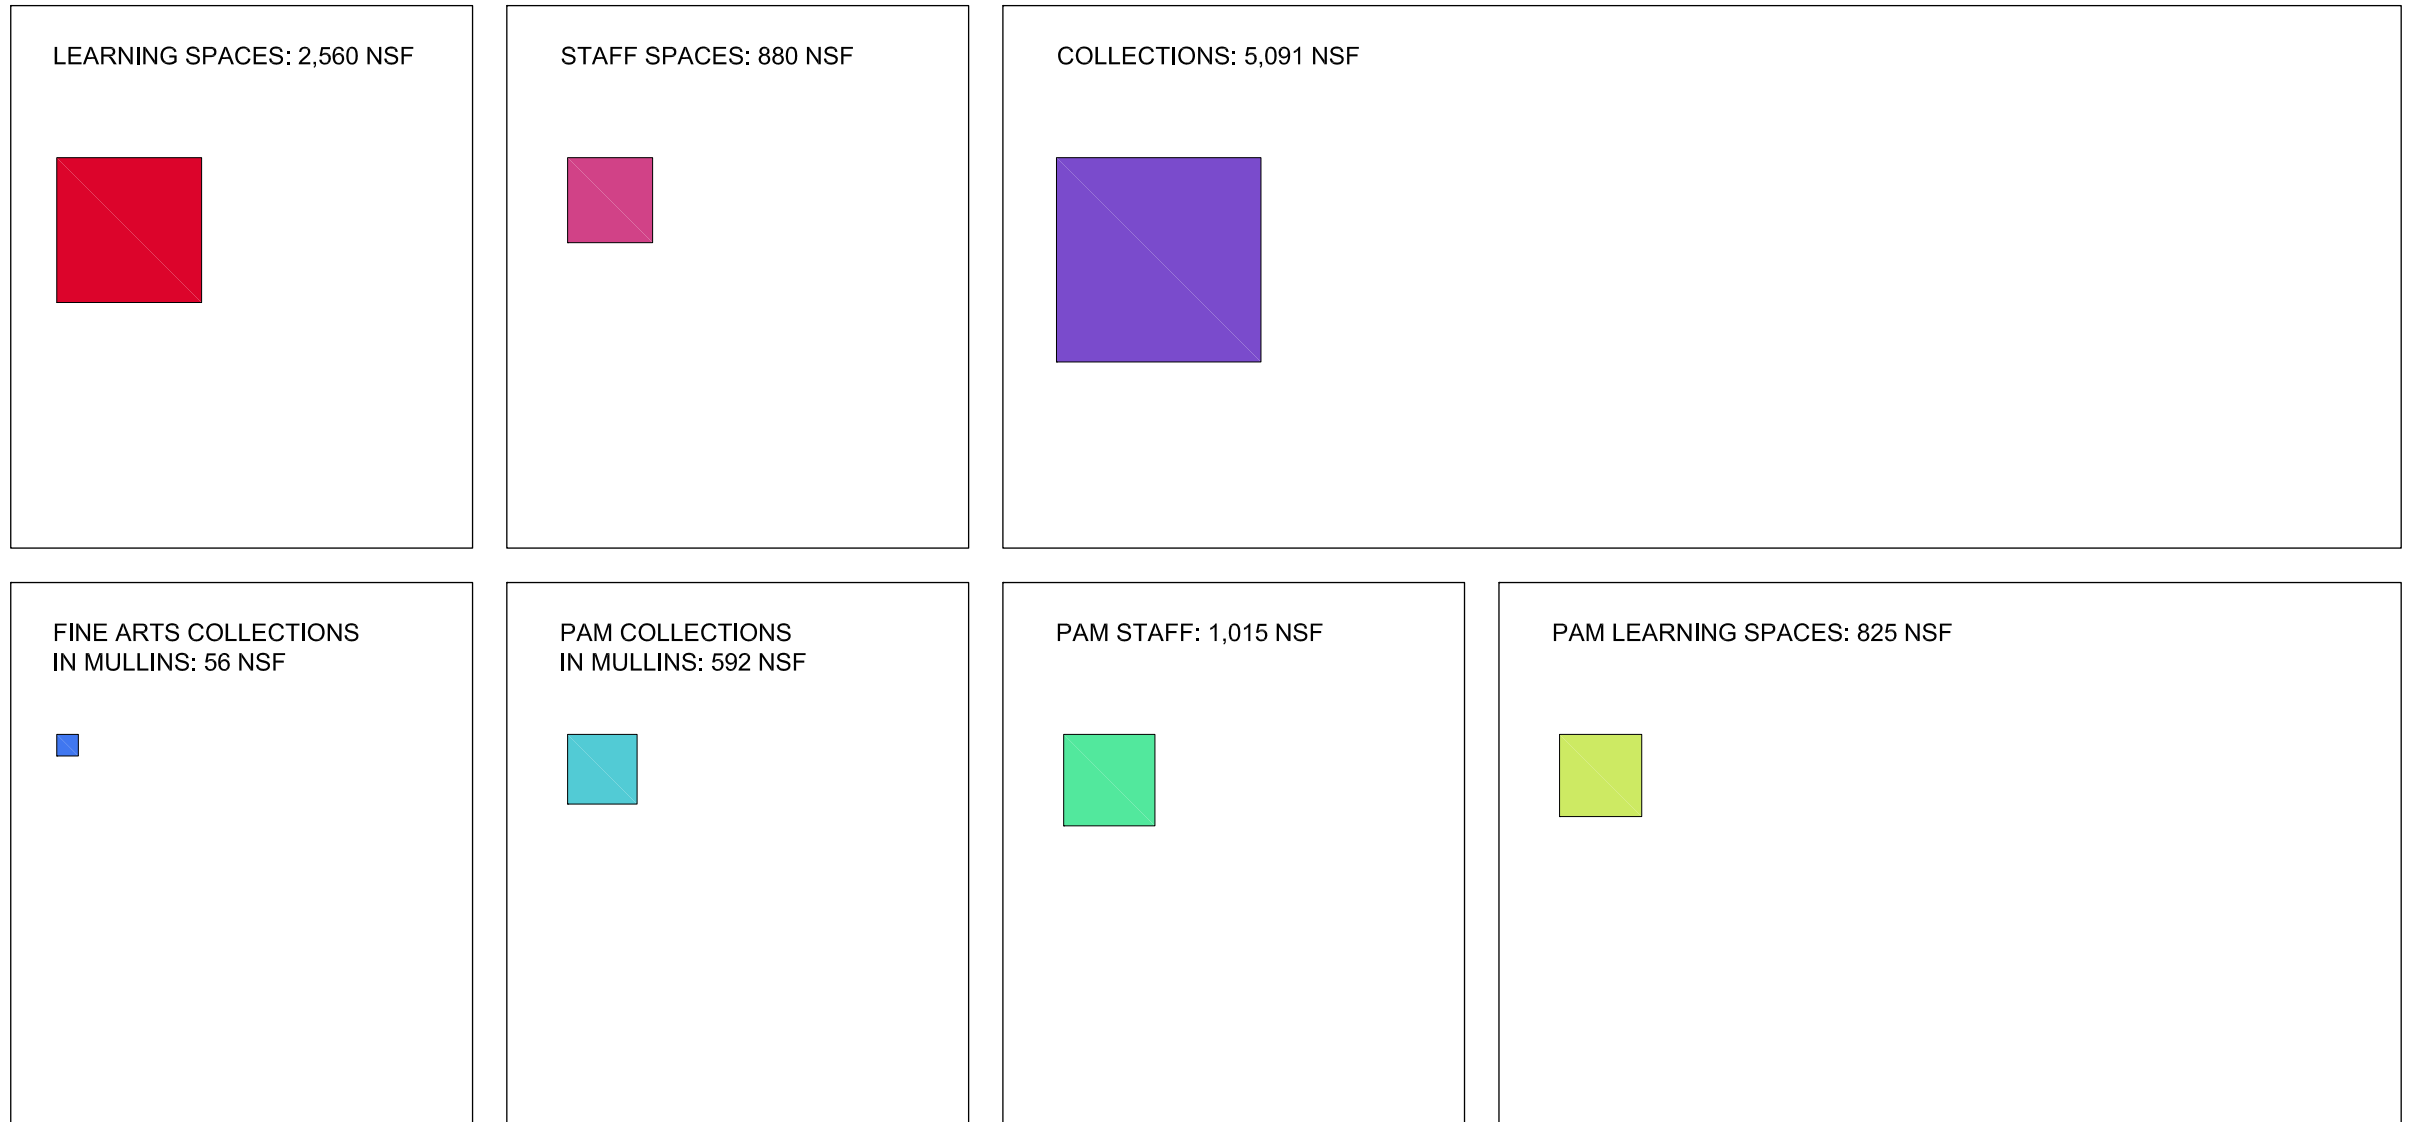 LEARNING SPACES: 2,560 NSF
STAFF SPACES: 880 NSF
COLLECTIONS: 5,091 NSF
FINE ARTS COLLECTIONS
IN MULLINS: 56 NSF
PAM COLLECTIONS
IN MULLINS: 592 NSF
PAM STAFF: 1,015 NSF
PAM LEARNING SPACES: 825 NSF